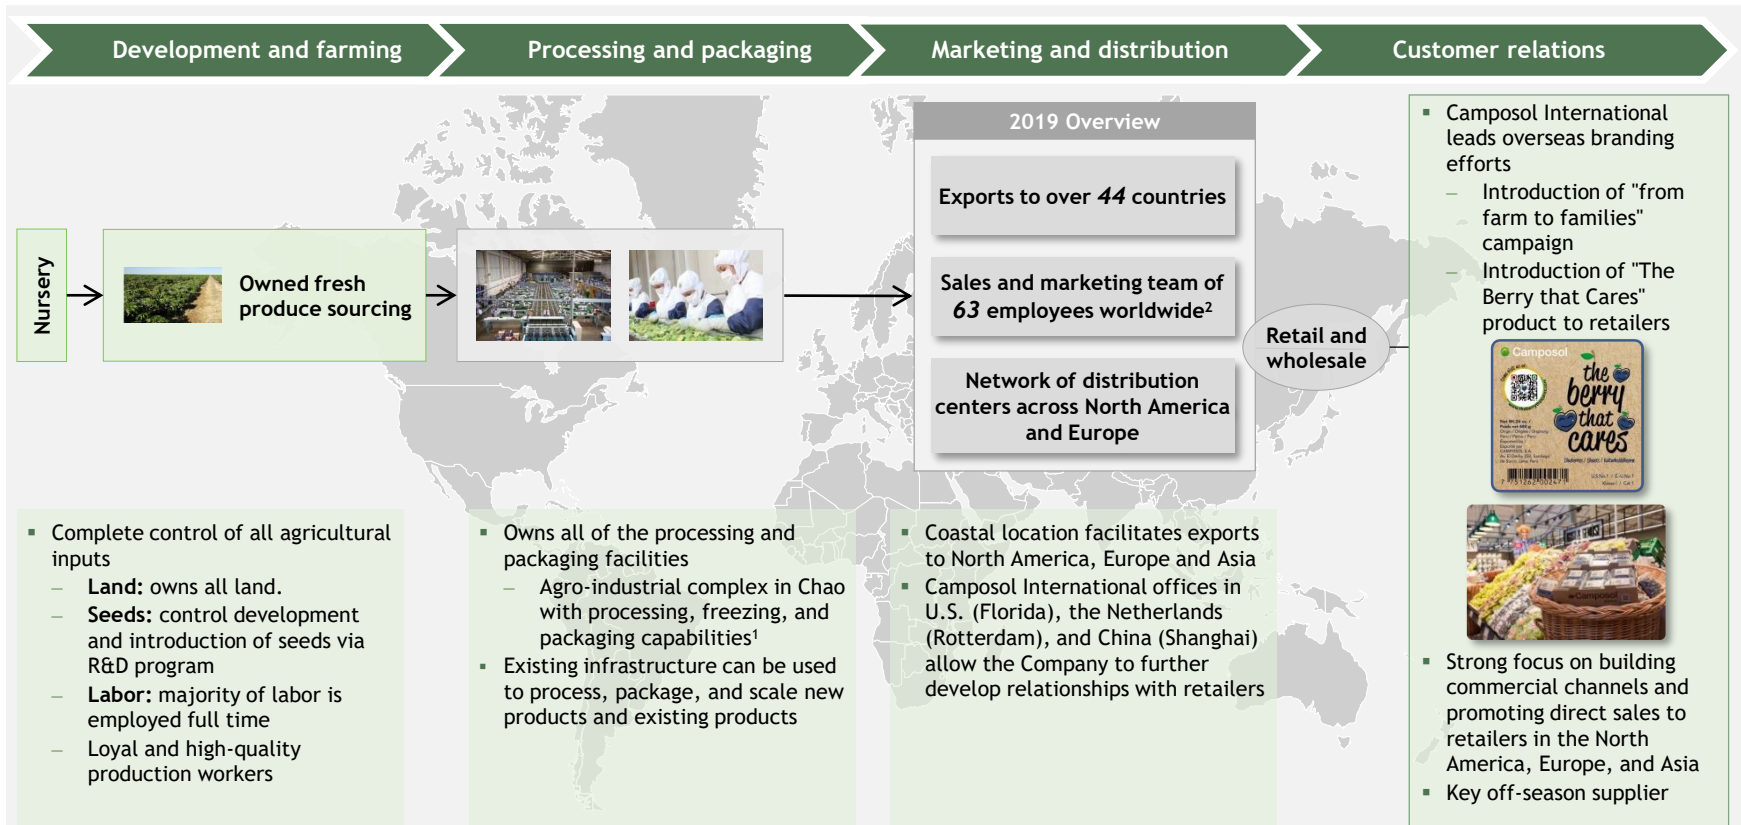 Development and farming
Processing and packaging
Marketing and distribution
Customer relations
Nursery
Owned fresh
produce sourcing
2019 Overview
Exports to over 44 countries
Sales and marketing team of
63 employees worldwide²
Network of distribution
centers across North America
and Europe
Retail and
wholesale
▪ Complete control of all agricultural
inputs
– Land: owns all land.
– Seeds: control development
and introduction of seeds via
R&D program
– Labor: majority of labor is
employed full time
– Loyal and high-quality
production workers
▪ Owns all of the processing and
packaging facilities
– Agro-industrial complex in Chao
with processing, freezing, and
packaging capabilities¹
▪ Existing infrastructure can be used
to process, package, and scale new
products and existing products
▪ Coastal location facilitates exports
to North America, Europe and Asia
▪ Camposol International offices in
U.S. (Florida), the Netherlands
(Rotterdam), and China (Shanghai)
allow the Company to further
develop relationships with retailers
▪ Camposol International
leads overseas branding
efforts
– Introduction of "from
farm to families"
campaign
– Introduction of "The
Berry that Cares"
product to retailers
Camposol
the
berry
that
cares
Camposol
▪ Strong focus on building
commercial channels and
promoting direct sales to
retailers in the North
America, Europe, and Asia
▪ Key off-season supplier